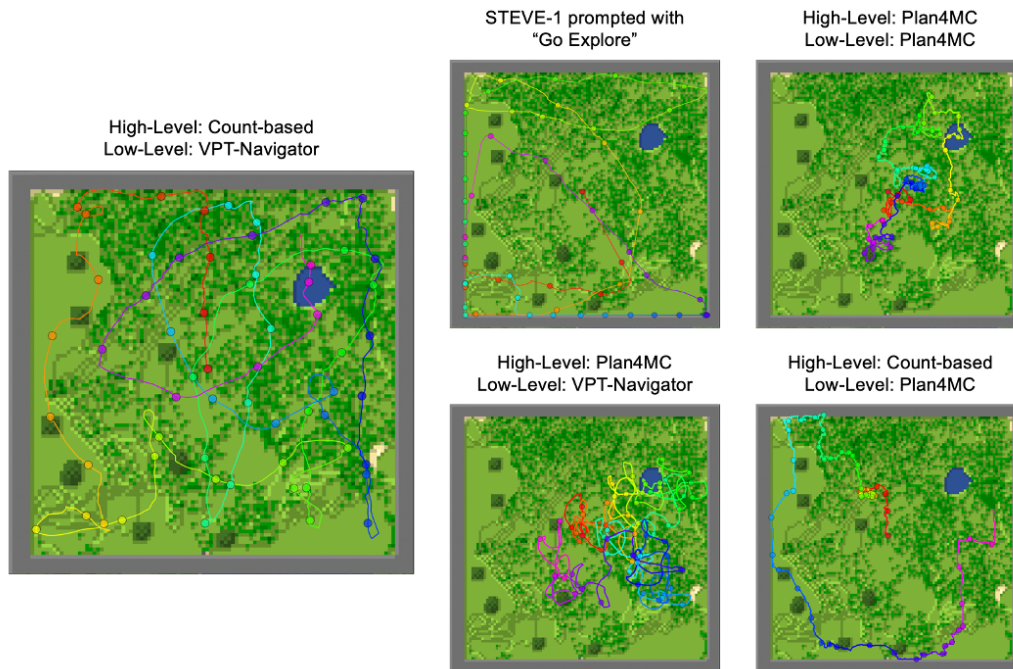 High-Level: Count-based
Low-Level: VPT-Navigator
STEVE-1 prompted with
“Go Explore”
High-Level: Plan4MC
Low-Level: Plan4MC
High-Level: Plan4MC
Low-Level: VPT-Navigator
High-Level: Count-based
Low-Level: Plan4MC